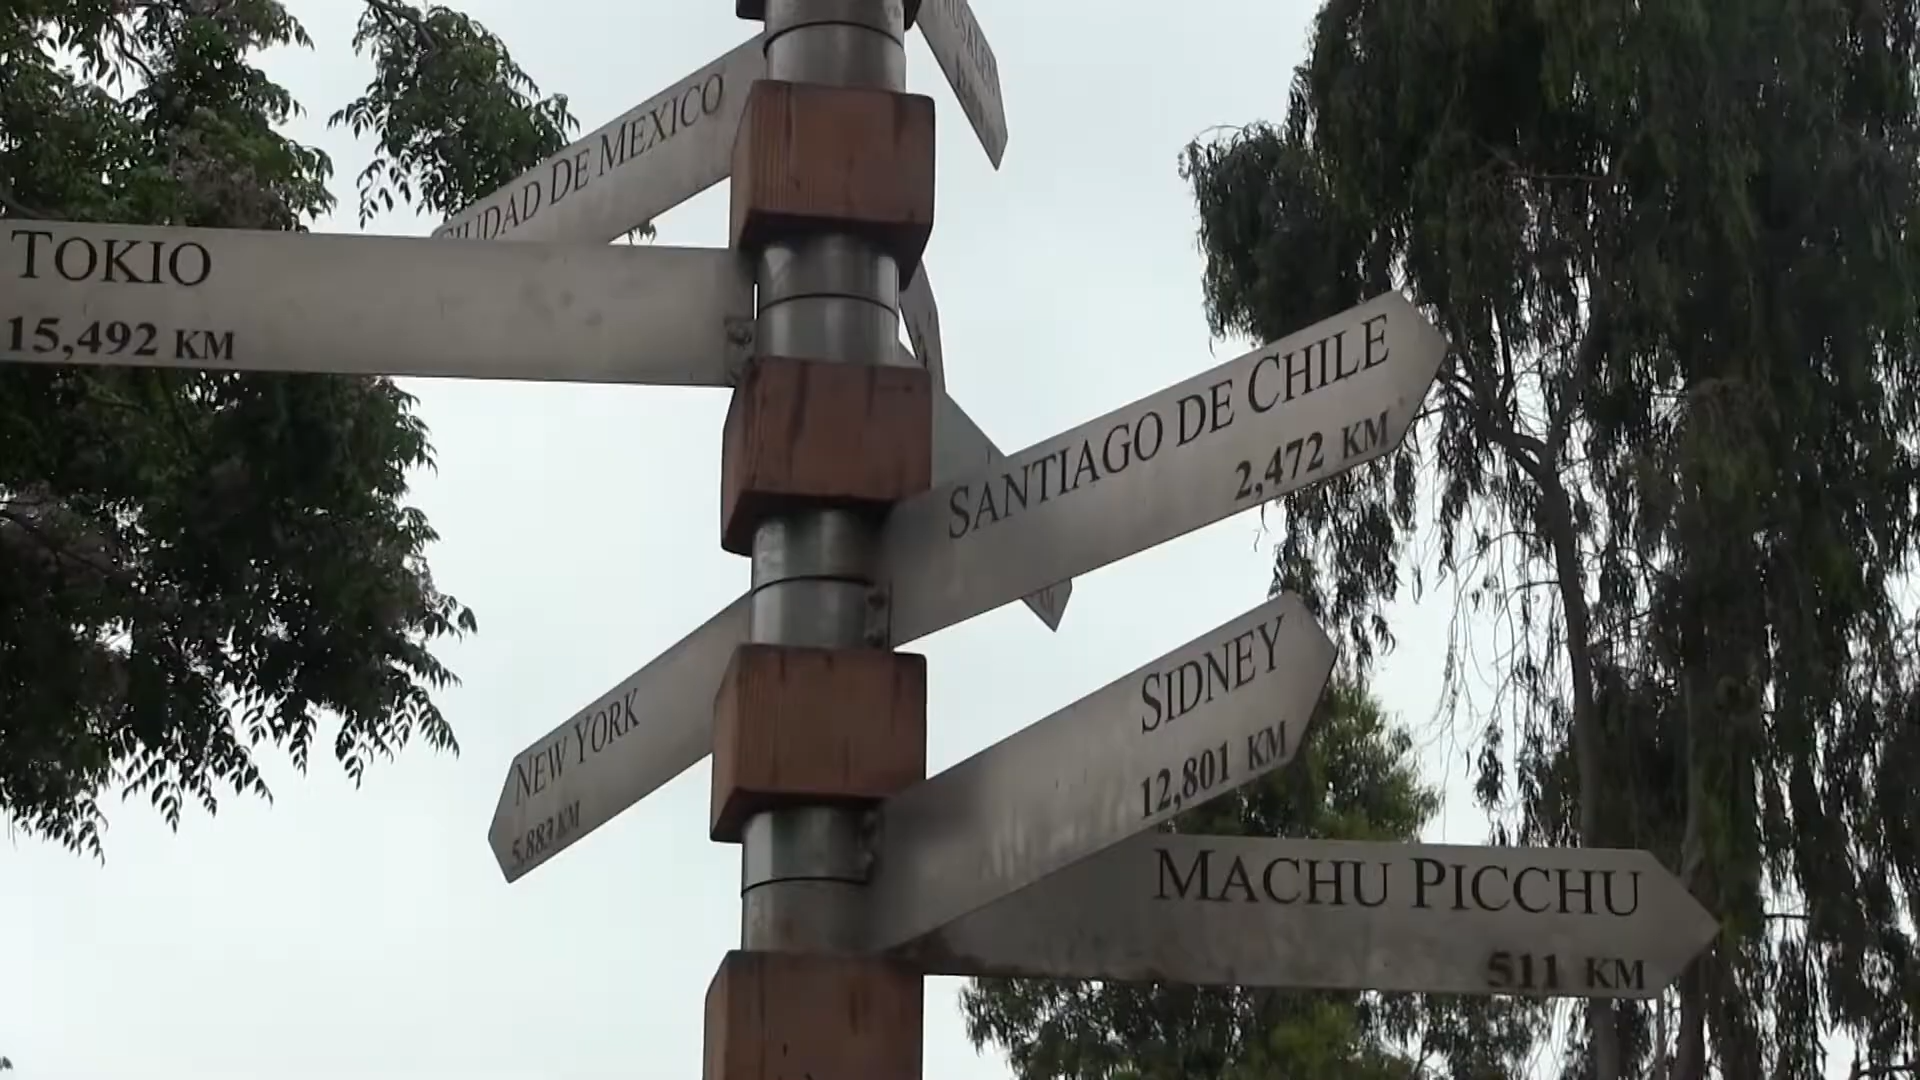 CIUDAD DE MEXICO
TOKIO
15,492 KM
SANTIAGO DE CHILE
2,472 KM
NEW YORK
5,883 KM
SIDNEY
12,801 KM
MACHU PICCHU
511 KM